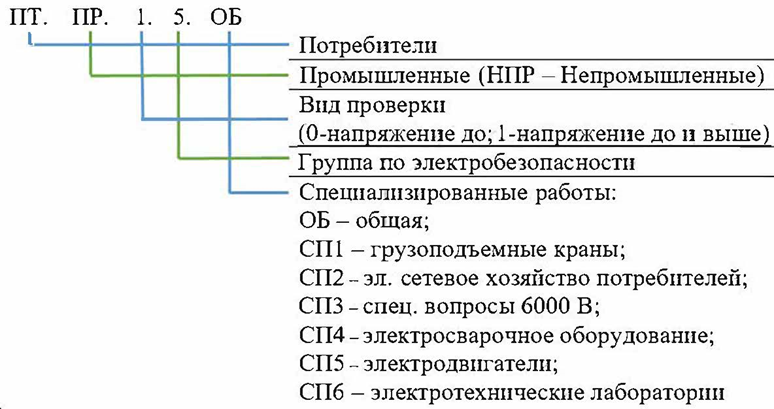 ПТ. ПР. 1. 5. ОБ
Потребители
Промышленные (НПР – Непромышленные)
Вид проверки
(0-напряжение до; 1-напряжение до и выше)
Группа по электробезопасности
Специализированные работы:
ОБ – общая;
СП1 – грузоподъемные краны;
СП2 – эл. сетевое хозяйство потребителей;
СП3 – спец. вопросы 6000 В;
СП4 – электросварочное оборудование;
СП5 – электродвигатели;
СП6 – электротехнические лаборатории